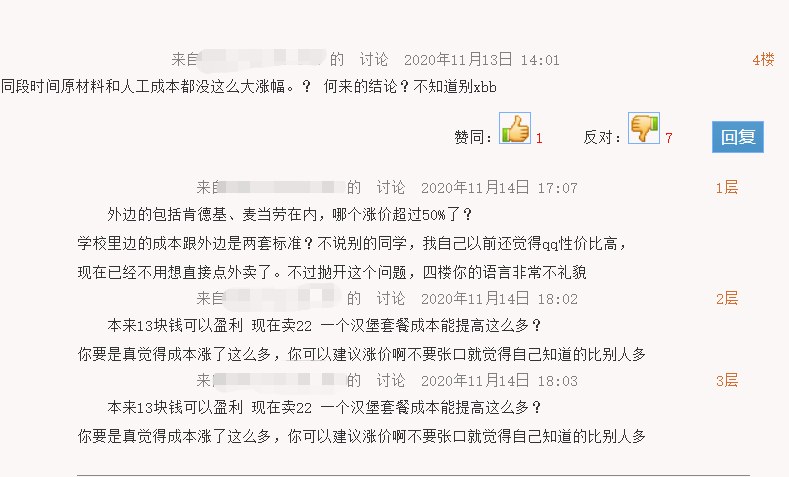 来自 的 讨论 2020年11月13日 14:01 4楼
同段时间原材料和人工成本都没这么大涨幅。？ 何来的结论？不知道别xbb
赞同: 1 反对: 7 回复
来自 的 讨论 2020年11月14日 17:07 1层
外边的包括肯德基、麦当劳在内，哪个涨价超过50%了？
学校里边的成本跟外边是两套标准？不说别的同学，我自己以前还觉得qq性价比高，
现在已经不用想直接点外卖了。不过抛开这个问题，四楼你的语言非常不礼貌
来自 的 讨论 2020年11月14日 18:02 2层
本来13块钱可以盈利 现在卖22 一个汉堡套餐成本能提高这么多？
你要是真觉得成本涨了这么多，你可以建议涨价啊不要张口就觉得自己知道的比别人多
来 的 讨论 2020年11月14日 18:03 3层
本来13块钱可以盈利 现在卖22 一个汉堡套餐成本能提高这么多？
你要是真觉得成本涨了这么多，你可以建议涨价啊不要张口就觉得自己知道的比别人多